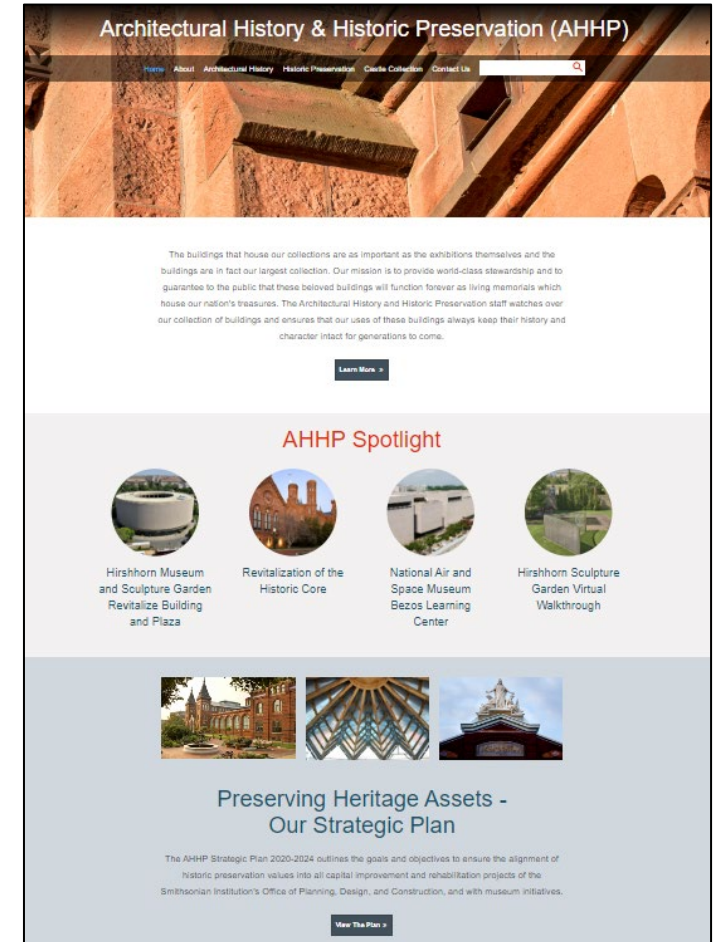 Architectural History & Historic Preservation (AHHP)
Home About Architectural History Historic Preservation Castle Collection Contact Us
The buildings that house our collections are as important as the exhibitions themselves and the
buildings are in fact our largest collection. Our mission is to provide world-class stewardship and to
guarantee to the public that these beloved buildings will function forever as living memorials which
house our nation's treasures. The Architectural History and Historic Preservation staff watches over
our collection of buildings and ensures that our uses of these buildings always keep their history and
character intact for generations to come.
Learn More »
AHHP Spotlight
Hirshhorn Museum
and Sculpture Garden
Revitalize Building
and Plaza
Revitalization of the
Historic Core
National Air and
Space Museum
Bezos Learning
Center
Hirshhorn Sculpture
Garden Virtual
Walkthrough
Preserving Heritage Assets -
Our Strategic Plan
The AHHP Strategic Plan 2020-2024 outlines the goals and objectives to ensure the alignment of
historic preservation values into all capital improvement and rehabilitation projects of the
Smithsonian Institution's Office of Planning, Design, and Construction, and with museum initiatives.
View The Plan »